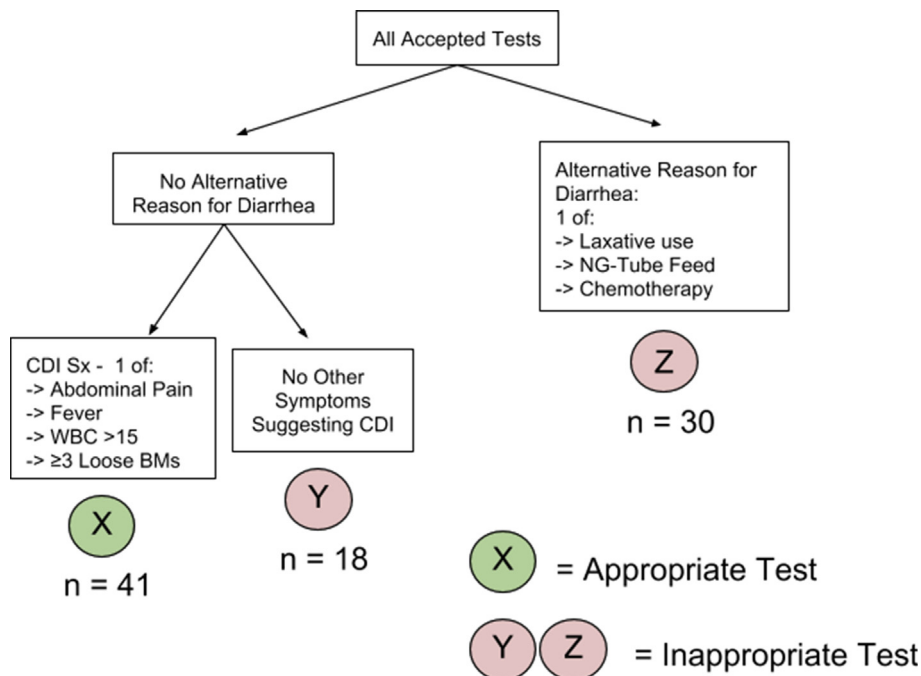 All Accepted Tests
No Alternative
Reason for Diarrhea
Alternative Reason for
Diarrhea:
1 of:
-> Laxative use
-> NG-Tube Feed
-> Chemotherapy
CDI Sx - 1 of:
-> Abdominal Pain
-> Fever
-> WBC >15
-> ≥3 Loose BMs
No Other
Symptoms
Suggesting CDI
Z
n = 30
X
n = 41
Y
n = 18
X = Appropriate Test
Y Z = Inappropriate Test